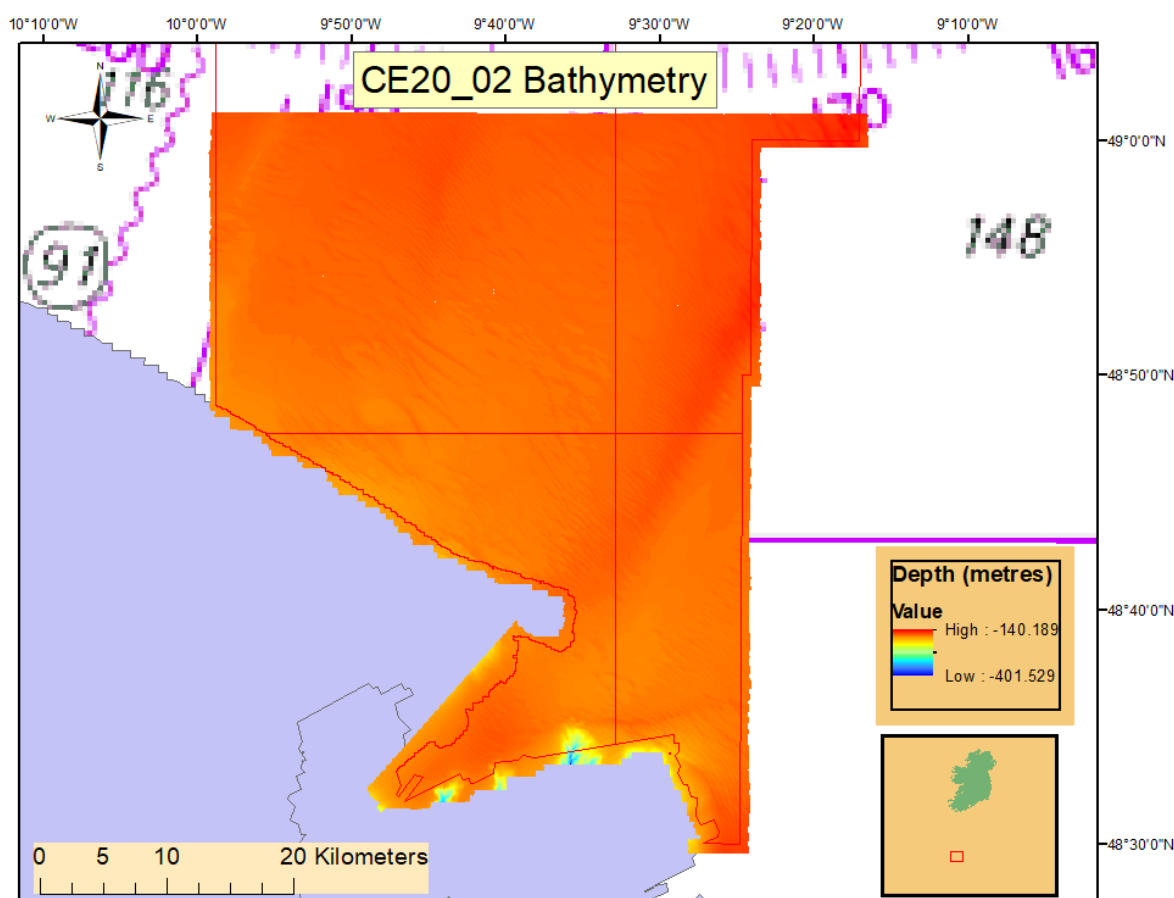 10°10'0"W 10°0'0"W 9°50'0"W 9°40'0"W 9°30'0"W 9°20'0"W 9°10'0"W
CE20_02 Bathymetry
N
W E
S
116
170
49°0'0"N
91
148
48°50'0"N
48°40'0"N
48°30'0"N
Depth (metres)
Value
High : -140.189
Low : -401.529
0 5 10 20 Kilometers